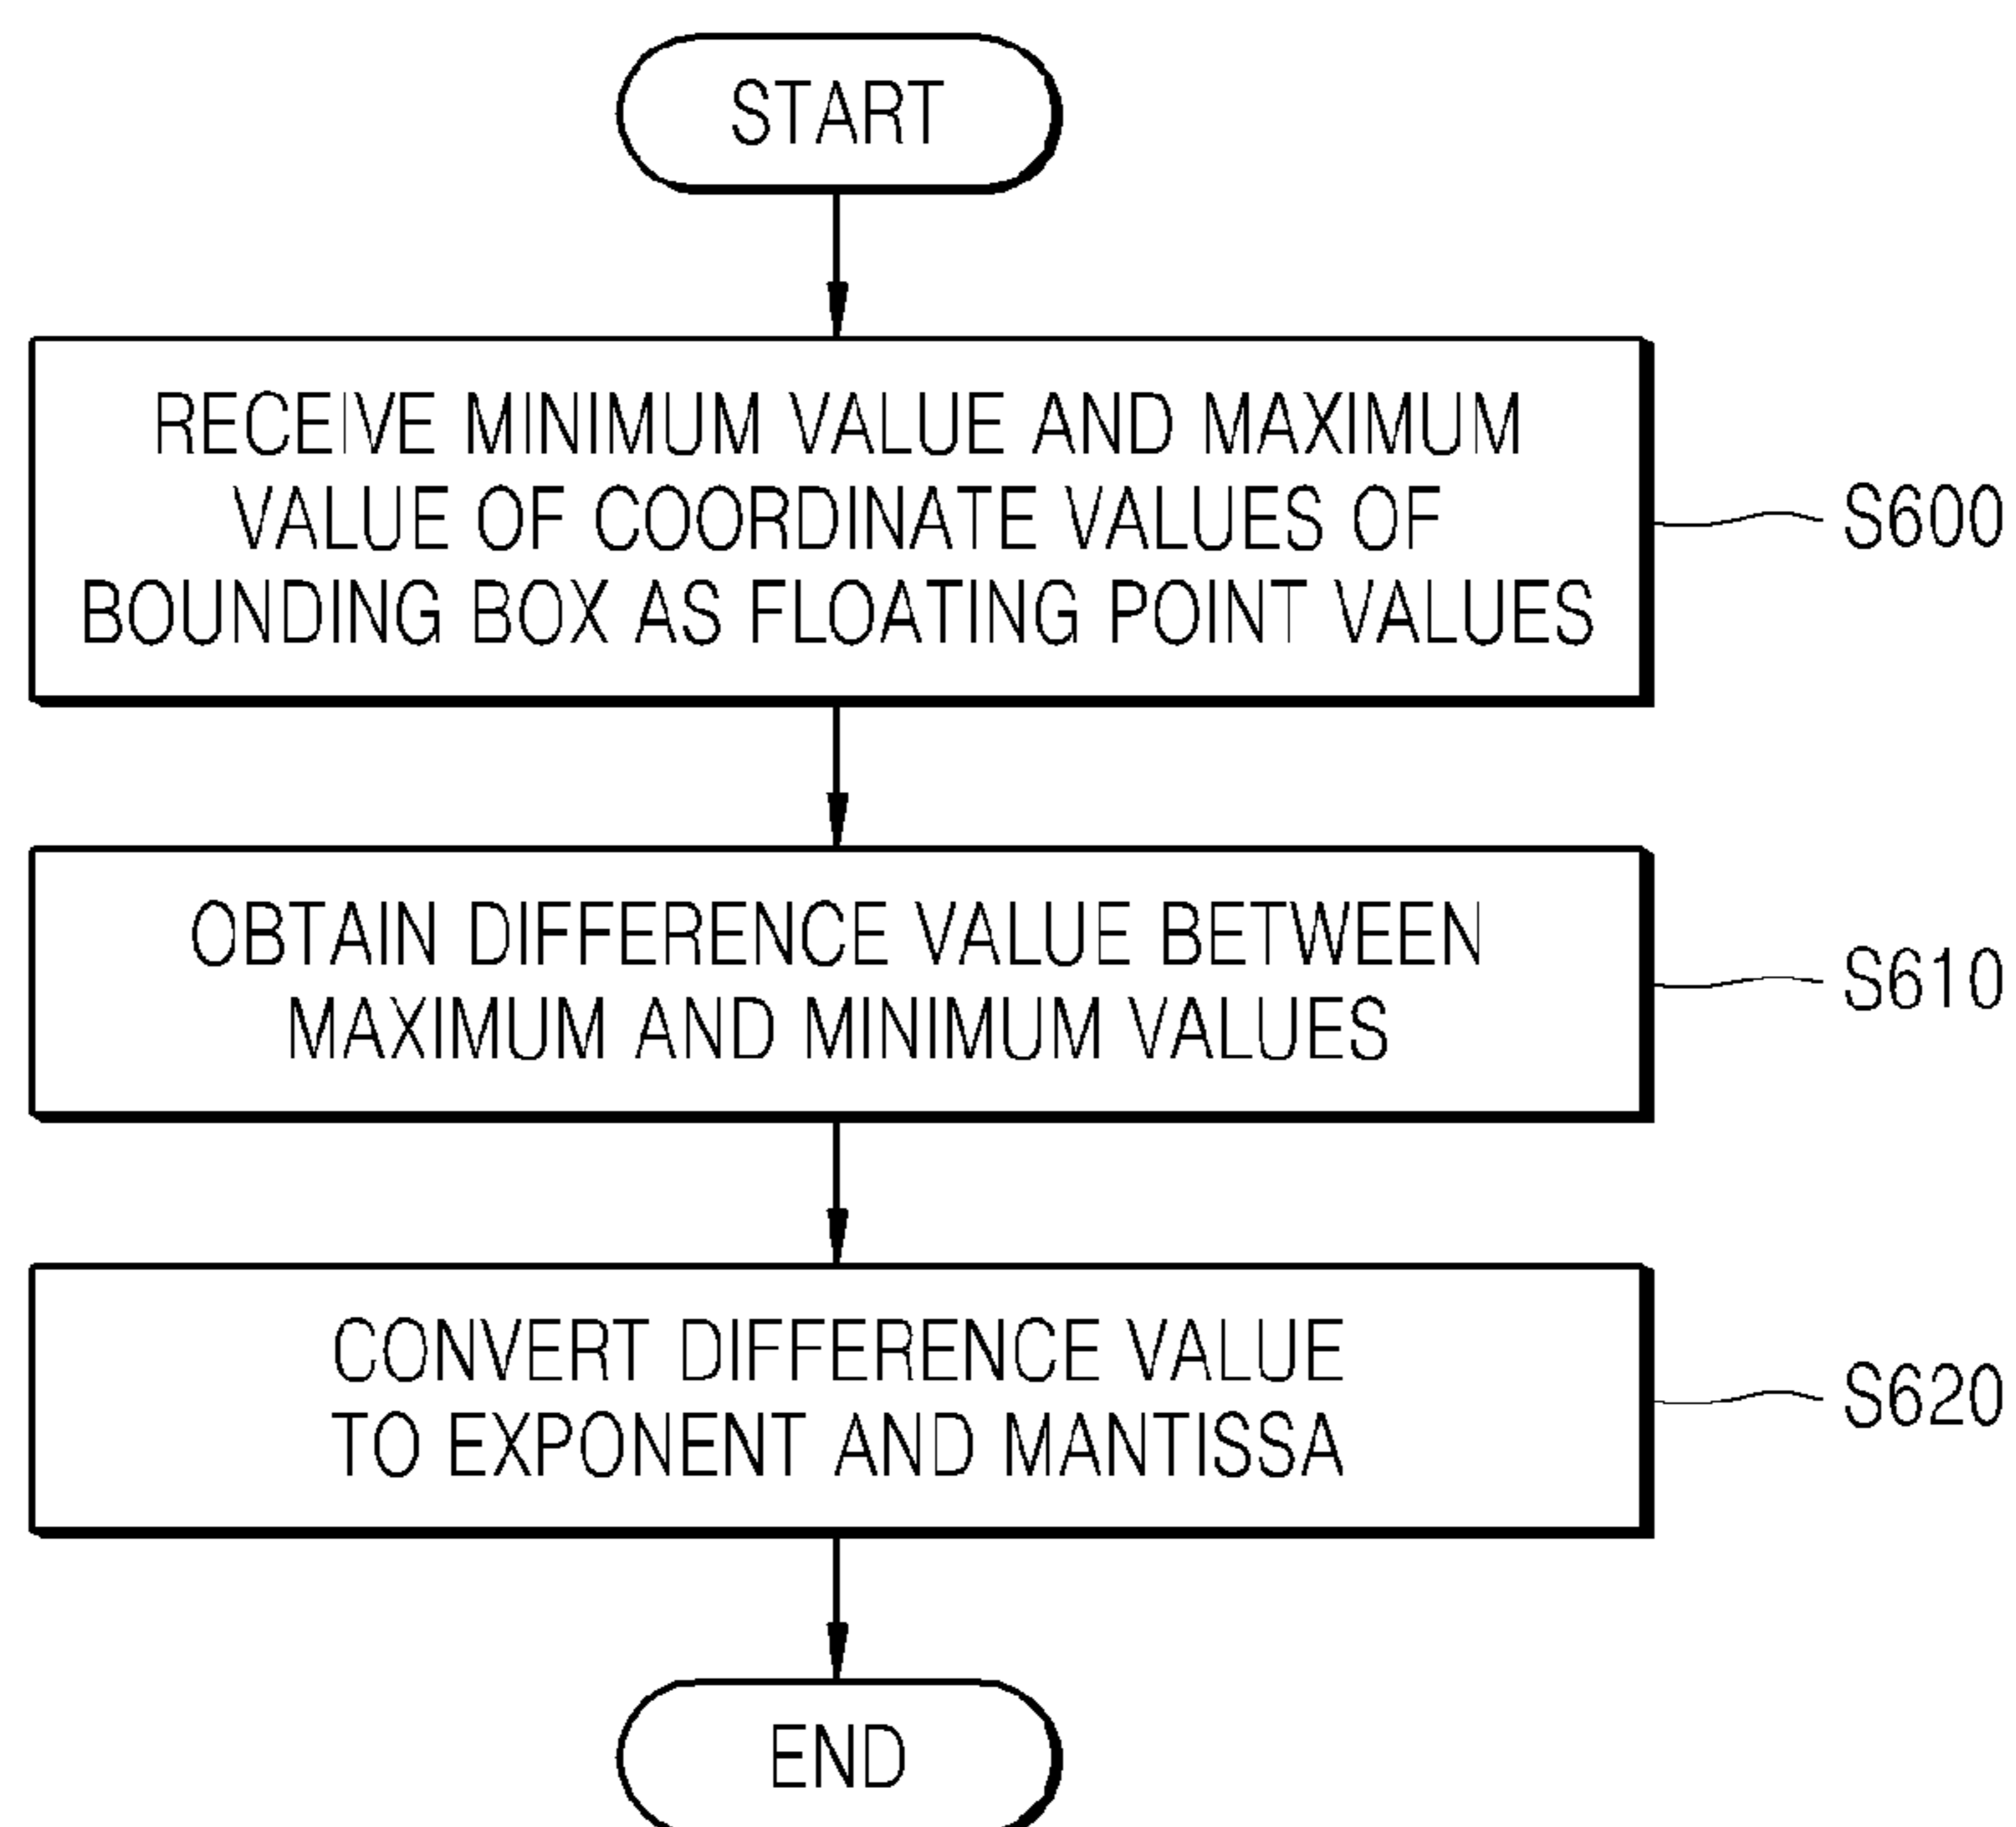 START
RECEIVE MINIMUM VALUE AND MAXIMUM
VALUE OF COORDINATE VALUES OF
BOUNDING BOX AS FLOATING POINT VALUES
S600
OBTAIN DIFFERENCE VALUE BETWEEN
MAXIMUM AND MINIMUM VALUES
S610
CONVERT DIFFERENCE VALUE
TO EXPONENT AND MANTISSA
S620
END